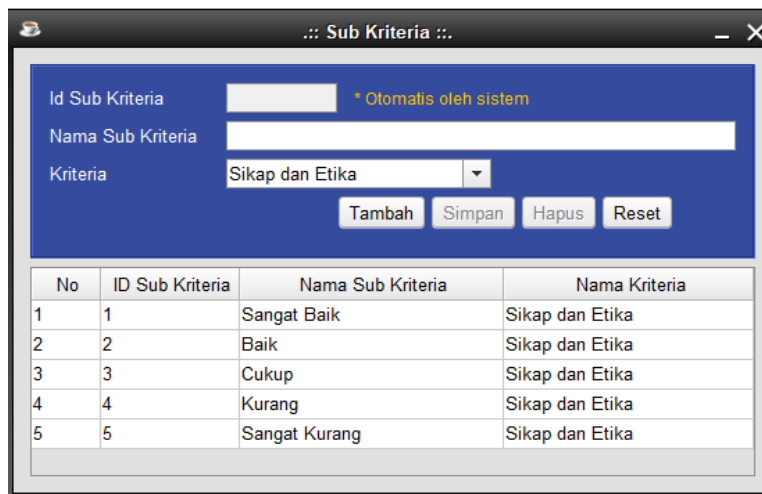 .:: Sub Kriteria ::.
Id Sub Kriteria * Otomatis oleh sistem
Nama Sub Kriteria
Kriteria Sikap dan Etika
Tambah Simpan Hapus Reset
No ID Sub Kriteria Nama Sub Kriteria Nama Kriteria
1 1 Sangat Baik Sikap dan Etika
2 2 Baik Sikap dan Etika
3 3 Cukup Sikap dan Etika
4 4 Kurang Sikap dan Etika
5 5 Sangat Kurang Sikap dan Etika